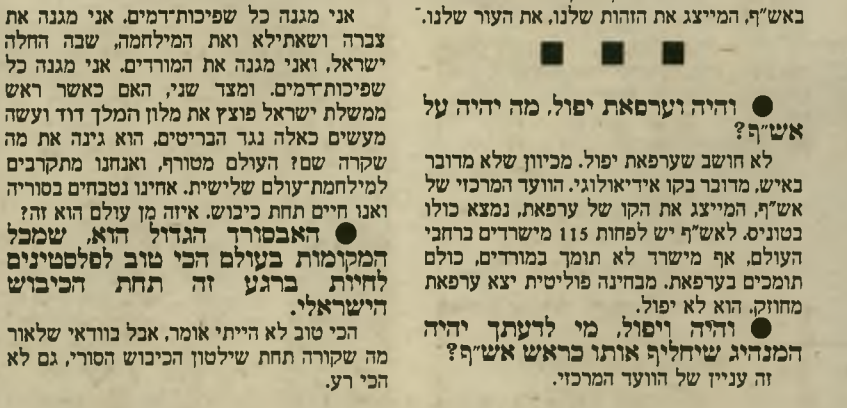 באש״ף, המייצג את הזהות שלנו, את העור שלנו.
● והיה וערפאת יפול, מה יהיה על
אש״ף?
לא חושב שערפאת יפול. מכיוון שלא מדובר
באיש, מדובר בקו אידיאולוגי. הוועד המרכזי של
אש״ף, המייצג את הקו של ערפאת, נמצא כולו
בטוניס. לאש״ף יש לפחות 115 מישרדים ברחבי
העולם, אף מישרד לא תומך במורדים, כולם
תומכים בערפאת. מבחינה פוליטית יצא ערפאת
מחוזק, הוא לא יפול.
● והיה ויפול, מי לדעתך יהיה
המנהיג שיחליף אותו בראש אש״ף?
זה עניין של הוועד המרכזי.
אני מגנה כל שפיכות־דמים. אני מגנה את
צברה ושאתילא ואת המילחמה, שבה החלה
ישראל, ואני מגנה את המורדים. אני מגנה כל
שפיכות־דמים. ומצד שני, האם כאשר ראש
ממשלת ישראל פוצץ את מלון המלך דוד ועשה
מעשים כאלה נגד הבריטים, הוא גינה את מה
שקרה שם? העולם מטורף, ואנחנו מתקרבים
למילחמת־עולם שלישית. אחינו נטבחים בסוריה
ואנו חיים תחת כיבוש. איזה מן עולם הוא זה?
● האבסורד הגדול הוא, שמכל
המקומות בעולם הכי טוב לפלסטינים
לחיות ברגע זה תחת הכיבוש
הישראלי.
הכי טוב לא הייתי אומר, אבל בוודאי שלאור
מה שקורה תחת שילטון הכיבוש הסורי, גם לא
הכי רע.